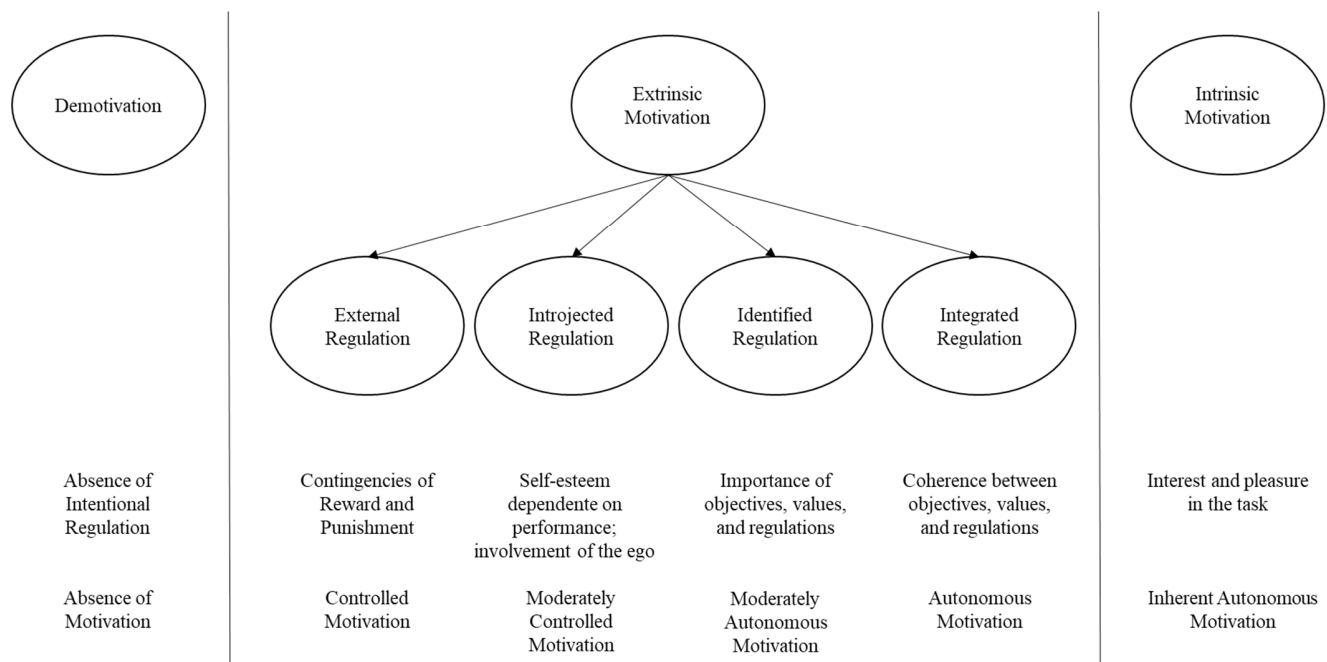 Demotivation
Extrinsic
Motivation
Intrinsic
Motivation
External
Regulation
Introjected
Regulation
Identified
Regulation
Integrated
Regulation
Absence of
Intentional
Regulation
Contingencies of
Reward and
Punishment
Self-esteem
dependente on
performance;
involvement of the ego
Importance of
objectives, values,
and regulations
Coherence between
objectives, values,
and regulations
Interest and pleasure
in the task
Absence of
Motivation
Controlled
Motivation
Moderately
Controlled
Motivation
Moderately
Autonomous
Motivation
Autonomous
Motivation
Inherent Autonomous
Motivation